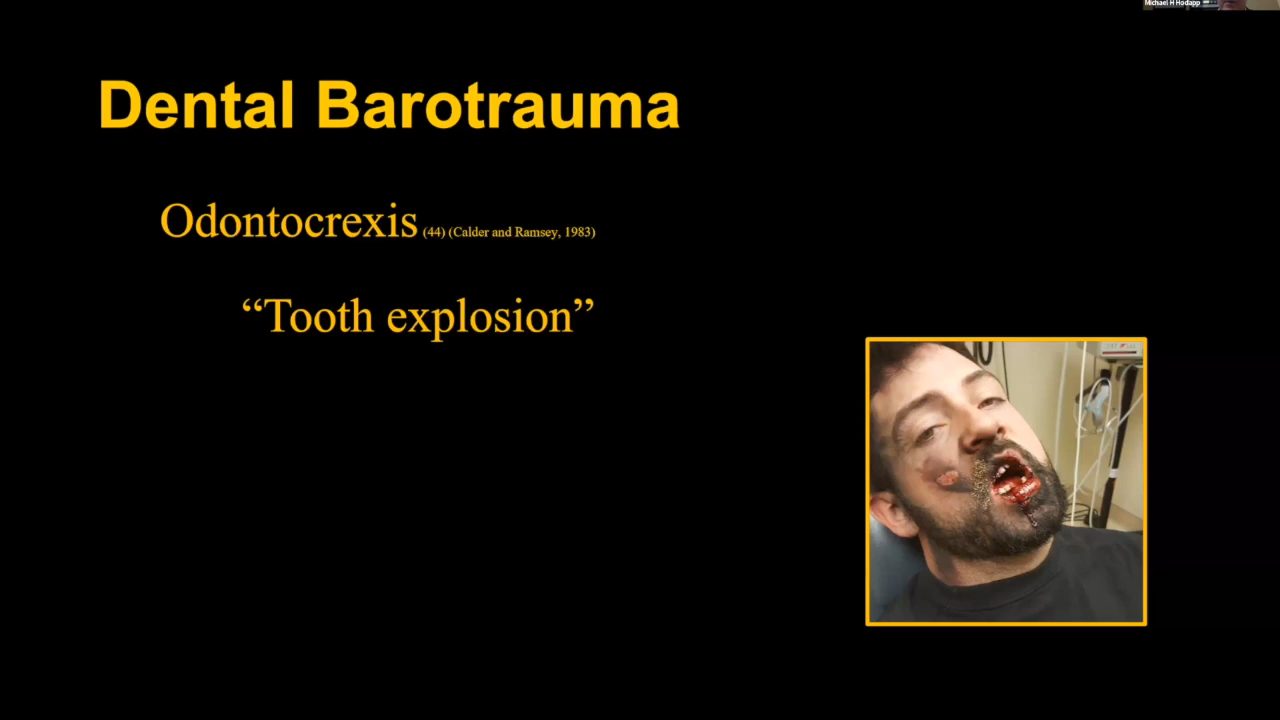 Michael H Hodapp
Dental Barotrauma
Odontocrexis (44) (Calder and Ramsey, 1983)
“Tooth explosion”